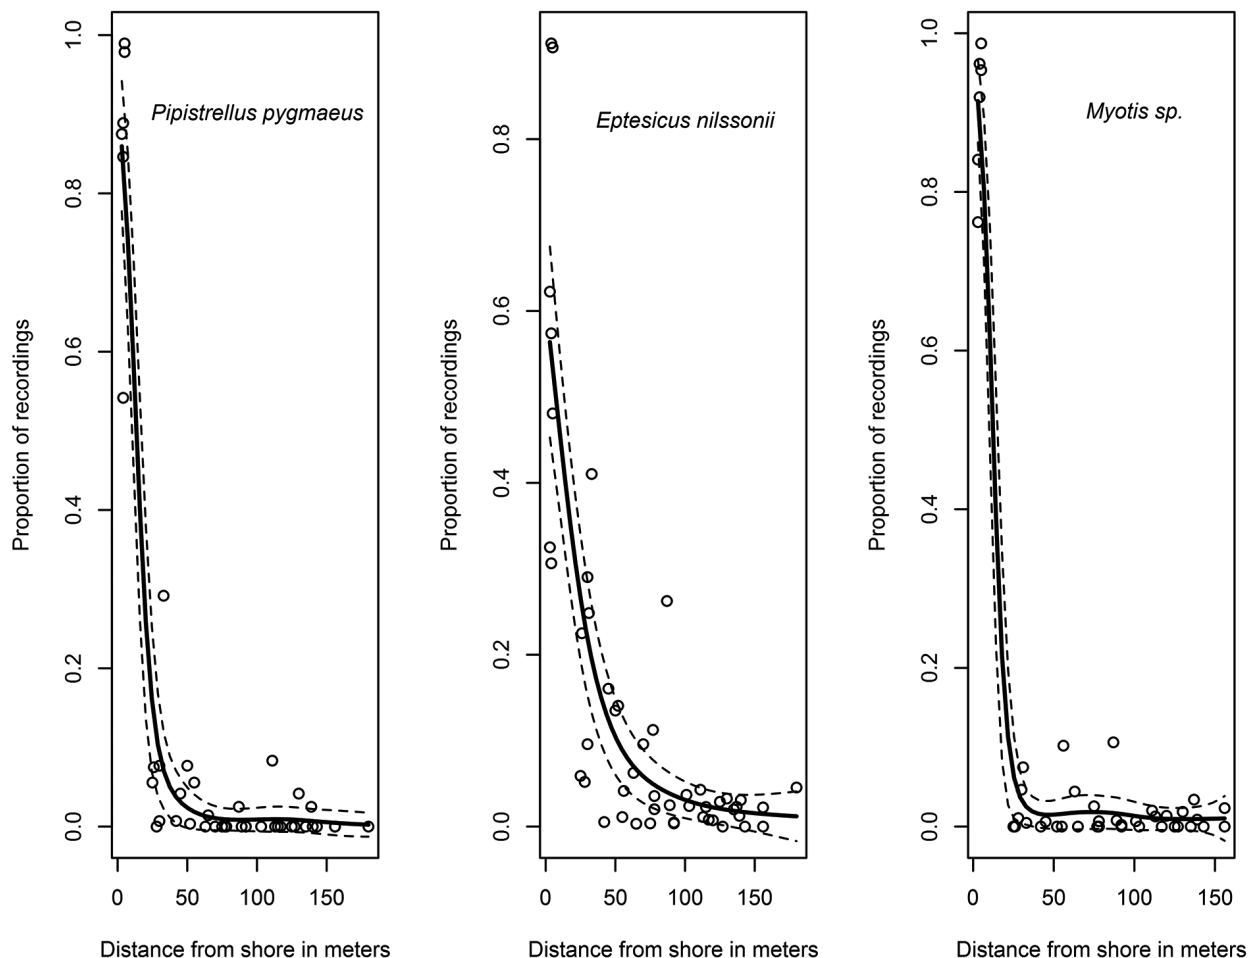 Pipistrellus pygmaeus
Proportion of recordings
0.0 0.2 0.4 0.6 0.8 1.0
0 50 100 150
Distance from shore in meters
Eptesicus nilssonii
Proportion of recordings
0.0 0.2 0.4 0.6 0.8
0 50 100 150
Distance from shore in meters
Myotis sp.
Proportion of recordings
0.0 0.2 0.4 0.6 0.8 1.0
0 50 100 150
Distance from shore in meters